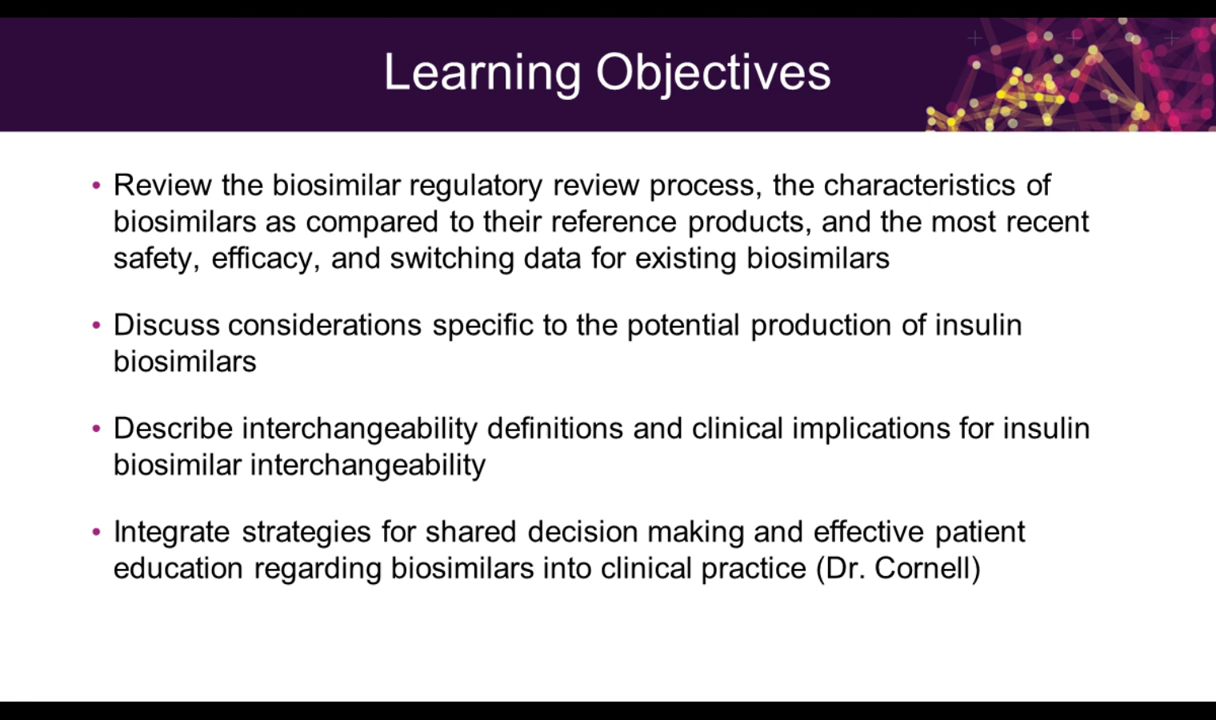 Learning Objectives
• Review the biosimilar regulatory review process, the characteristics of
biosimilars as compared to their reference products, and the most recent
safety, efficacy, and switching data for existing biosimilars
• Discuss considerations specific to the potential production of insulin
biosimilars
• Describe interchangeability definitions and clinical implications for insulin
biosimilar interchangeability
• Integrate strategies for shared decision making and effective patient
education regarding biosimilars into clinical practice (Dr. Cornell)